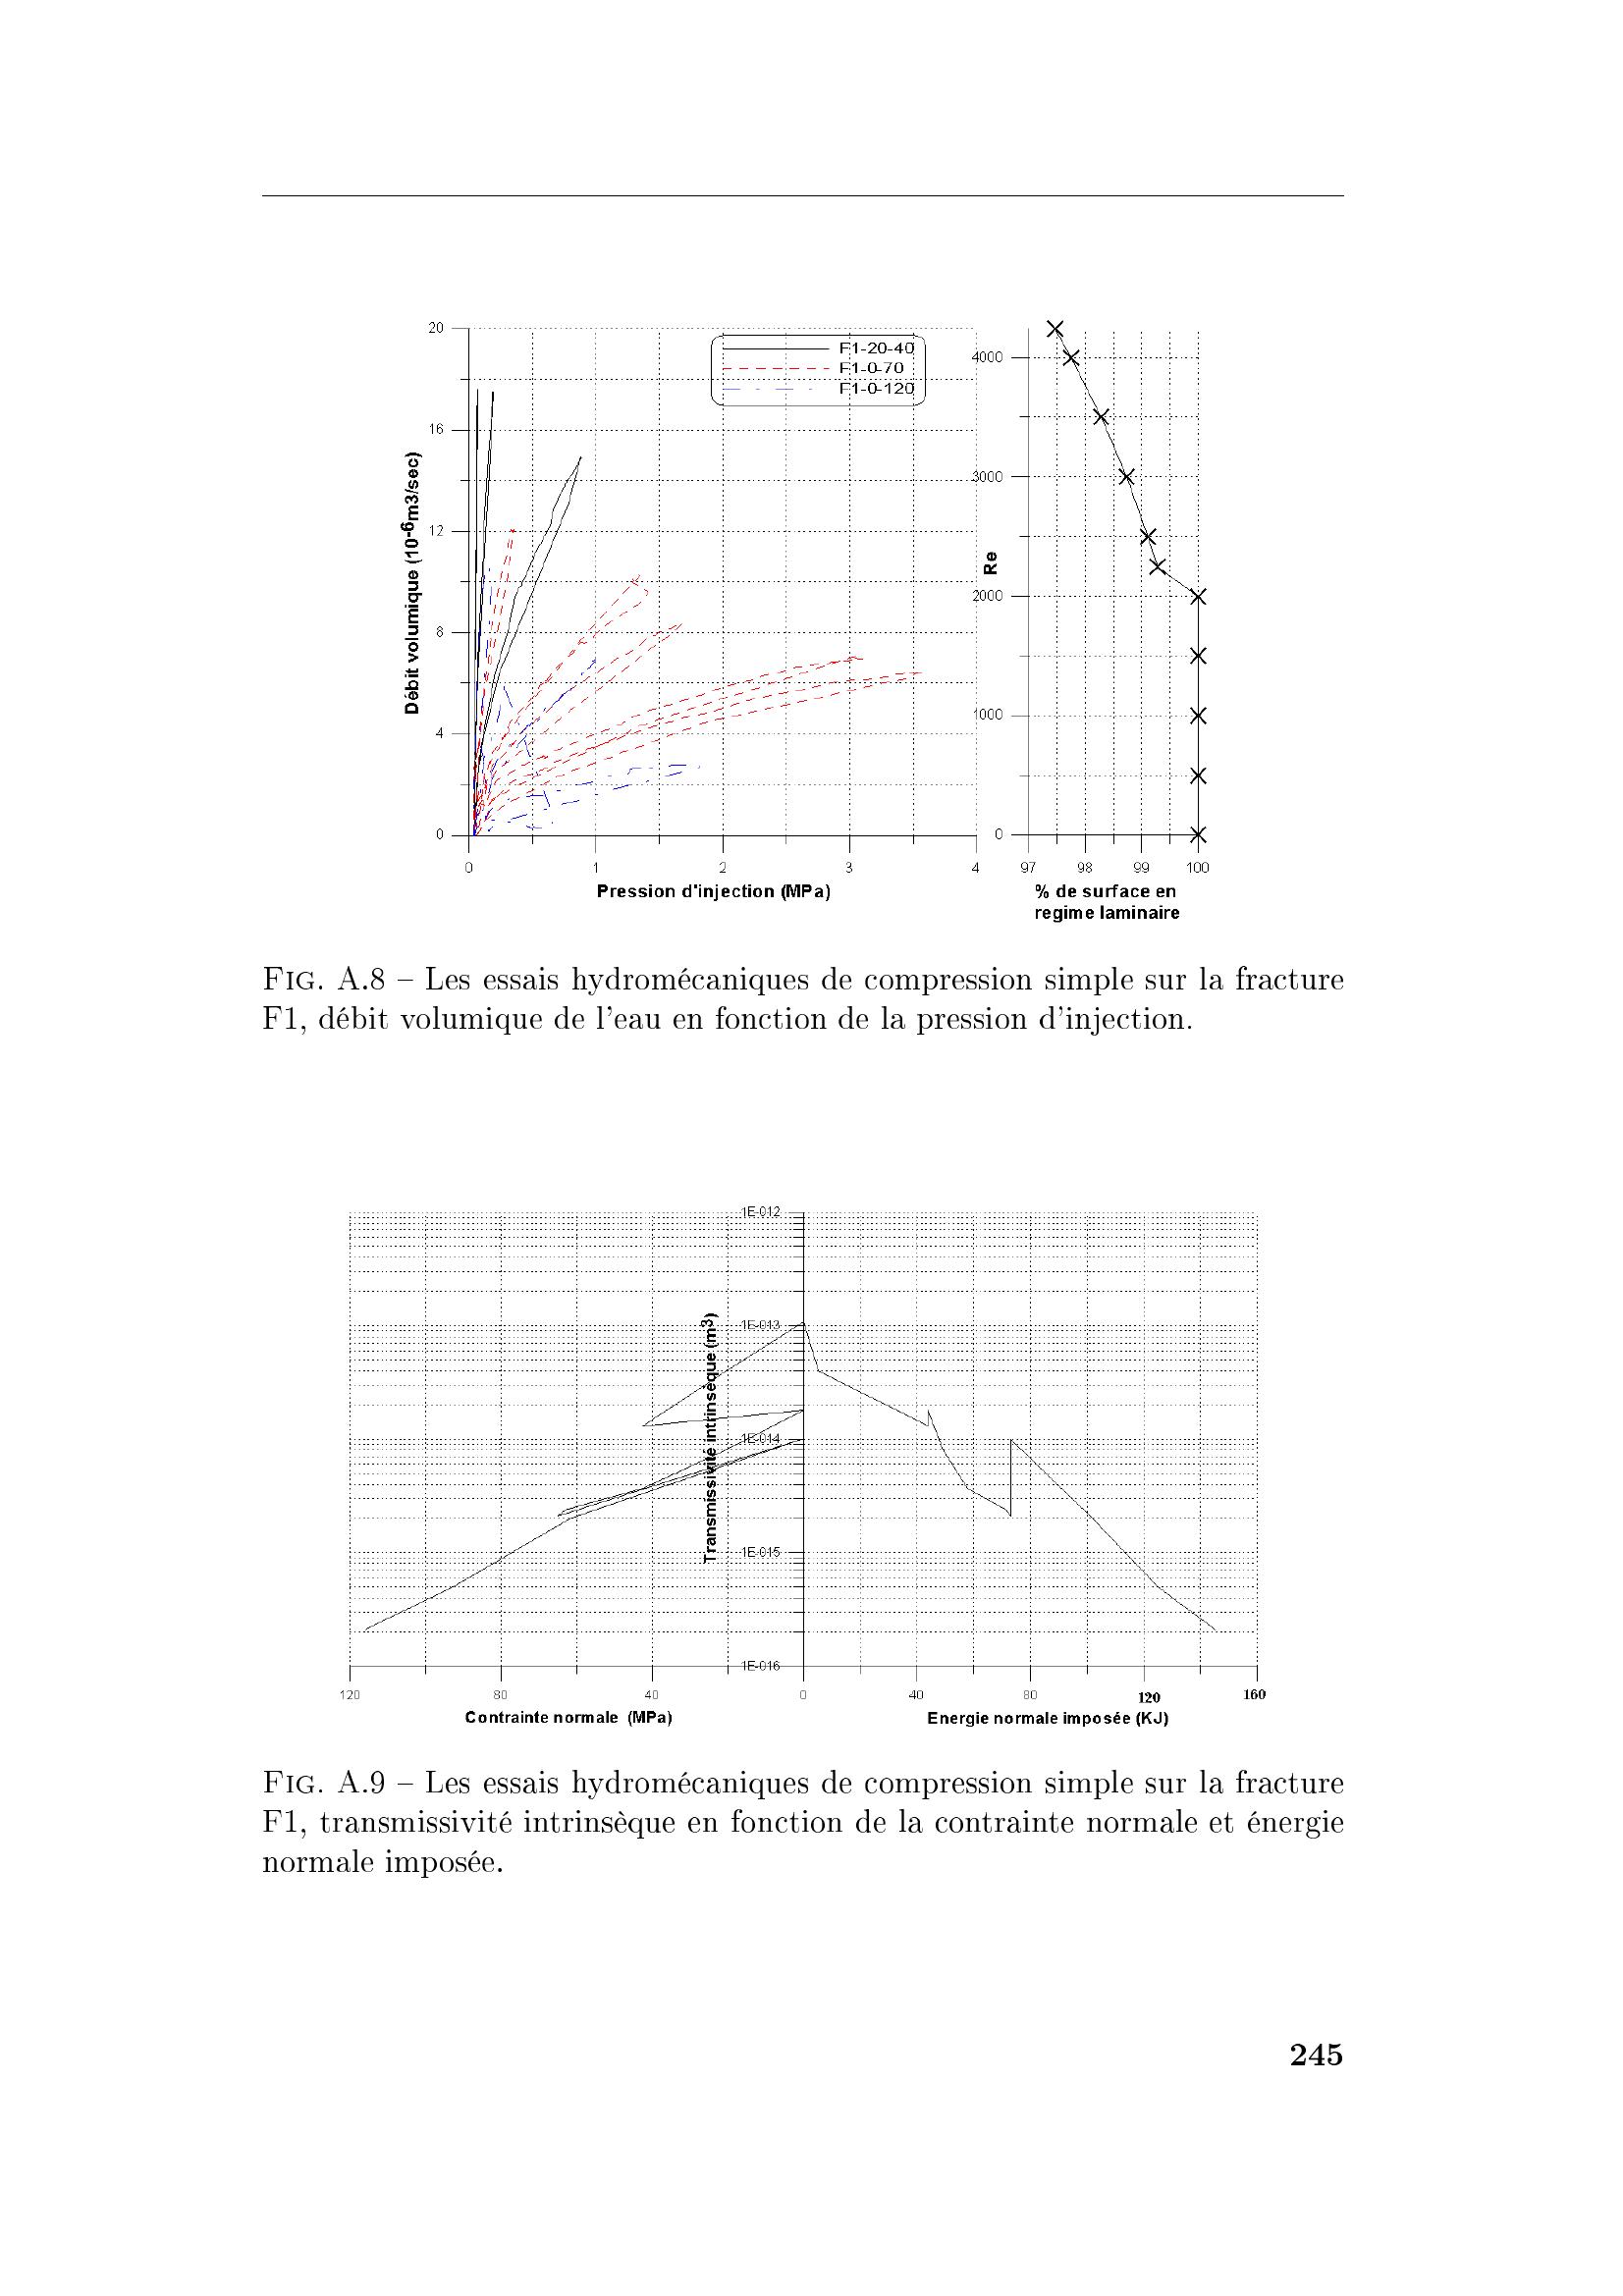 20
16
12
8
4
0
Débit volumique (10-6m3/sec)
F1-20-40
F1-0-70
F1-0-120
0 1 2 3 4
Pression d'injection (MPa)
4000
3000
2000
1000
0
Re
97 98 99 100
% de surface en
regime laminaire
FIG. A.8 – Les essais hydromécaniques de compression simple sur la fracture
F1, débit volumique de l'eau en fonction de la pression d'injection.
1E-012
1E-013
1E-014
1E-015
1E-016
Transmissivité intrinsèque (m3)
120 80 40 0 40 80 120 160
Contrainte normale (MPa)
Energie normale imposée (KJ)
FIG. A.9 – Les essais hydromécaniques de compression simple sur la fracture
F1, transmissivité intrinsèque en fonction de la contrainte normale et énergie
normale imposée.
245